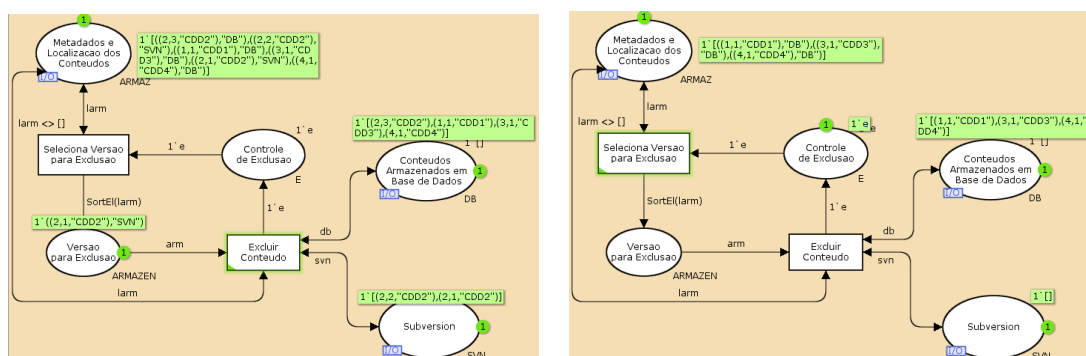 1
Metadados e
Localizacao dos
Conteudos
I/O
ARMAZ
1`[((2,3,"CDD2"),"DB"),((2,2,"CDD2"),
"SVN"),((1,1,"CDD1"),"DB"),((3,1,"CD
D3"),"DB"),((2,1,"CDD2"),"SVN"),((4,1,
"CDD4"),"DB")]
larm
larm <> []
Seleciona Versao
para Exclusao
1`e
1`e
Controle
de Exclusao
E
1`[(2,3,"CDD2"),(1,1,"CDD1"),(3,1,"C
DD3"),(4,1,"CDD4")]
1`[]
Conteudos
Armazenados em
Base de Dados
1
I/O
DB
SortEl(larm)
1`((2,1,"CDD2"),"SVN")
Versao
para Exclusao
1
ARMAZEN
arm
1`e
Excluir
Conteudo
db
svn
larm
1`[(2,2,"CDD2"),(2,1,"CDD2")]
Subversion
1
I/O
SVN
1
Metadados e
Localizacao dos
Conteudos
I/O
ARMAZ
1`[((1,1,"CDD1"),"DB"),((3,1,"CDD3"),
"DB"),((4,1,"CDD4"),"DB")]
larm
larm <> []
Seleciona Versao
para Exclusao
1`e
1
1`e
Controle
de Exclusao
E
1`[(1,1,"CDD1"),(3,1,"CDD3"),(4,1,"C
DD4")]
1`[]
Conteudos
Armazenados em
Base de Dados
1
I/O
DB
SortEl(larm)
Versao
para Exclusao
ARMAZEN
arm
1`e
Excluir
Conteudo
db
svn
larm
1`[]
Subversion
1
I/O
SVN